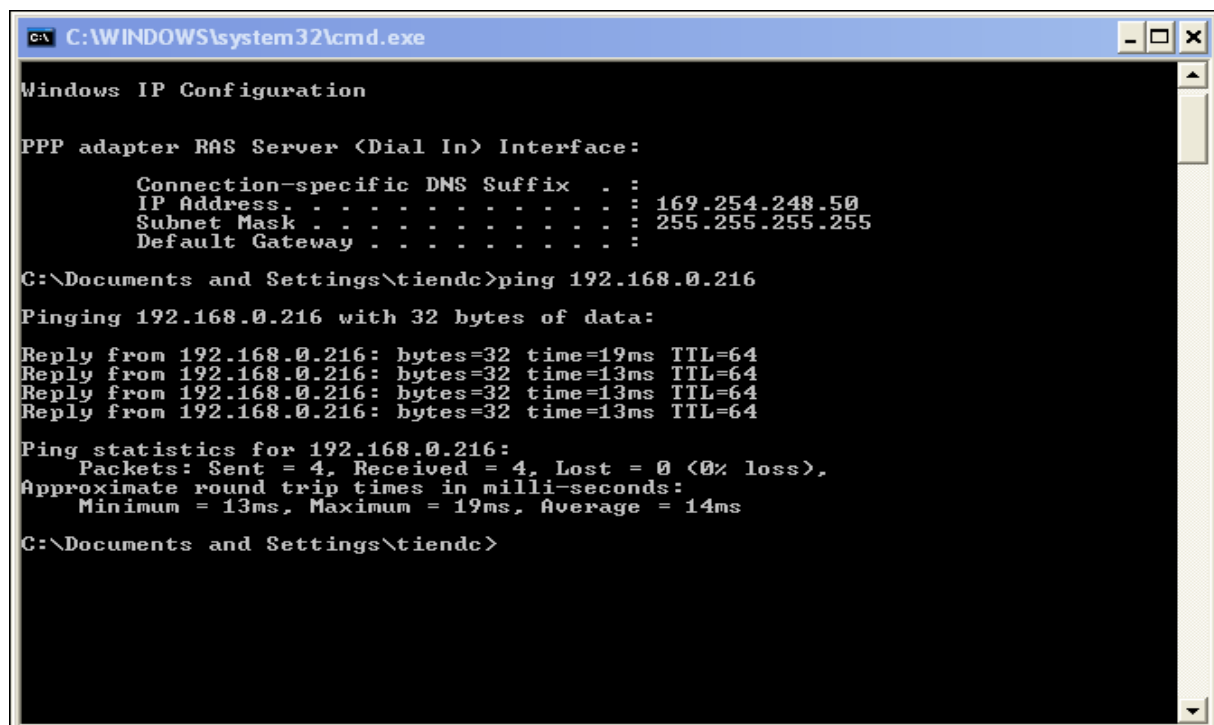 C:\WINDOWS\system32\cmd.exe
Windows IP Configuration
PPP adapter RAS Server (Dial In) Interface:
Connection-specific DNS Suffix . :
IP Address. . . . . . . . . . . . : 169.254.248.50
Subnet Mask . . . . . . . . . . . : 255.255.255.255
Default Gateway . . . . . . . . . :
C:\Documents and Settings\tiendc>ping 192.168.0.216
Pinging 192.168.0.216 with 32 bytes of data:
Reply from 192.168.0.216: bytes=32 time=19ms TTL=64
Reply from 192.168.0.216: bytes=32 time=13ms TTL=64
Reply from 192.168.0.216: bytes=32 time=13ms TTL=64
Reply from 192.168.0.216: bytes=32 time=13ms TTL=64
Ping statistics for 192.168.0.216:
Packets: Sent = 4, Received = 4, Lost = 0 (0% loss),
Approximate round trip times in milli-seconds:
Minimum = 13ms, Maximum = 19ms, Average = 14ms
C:\Documents and Settings\tiendc>